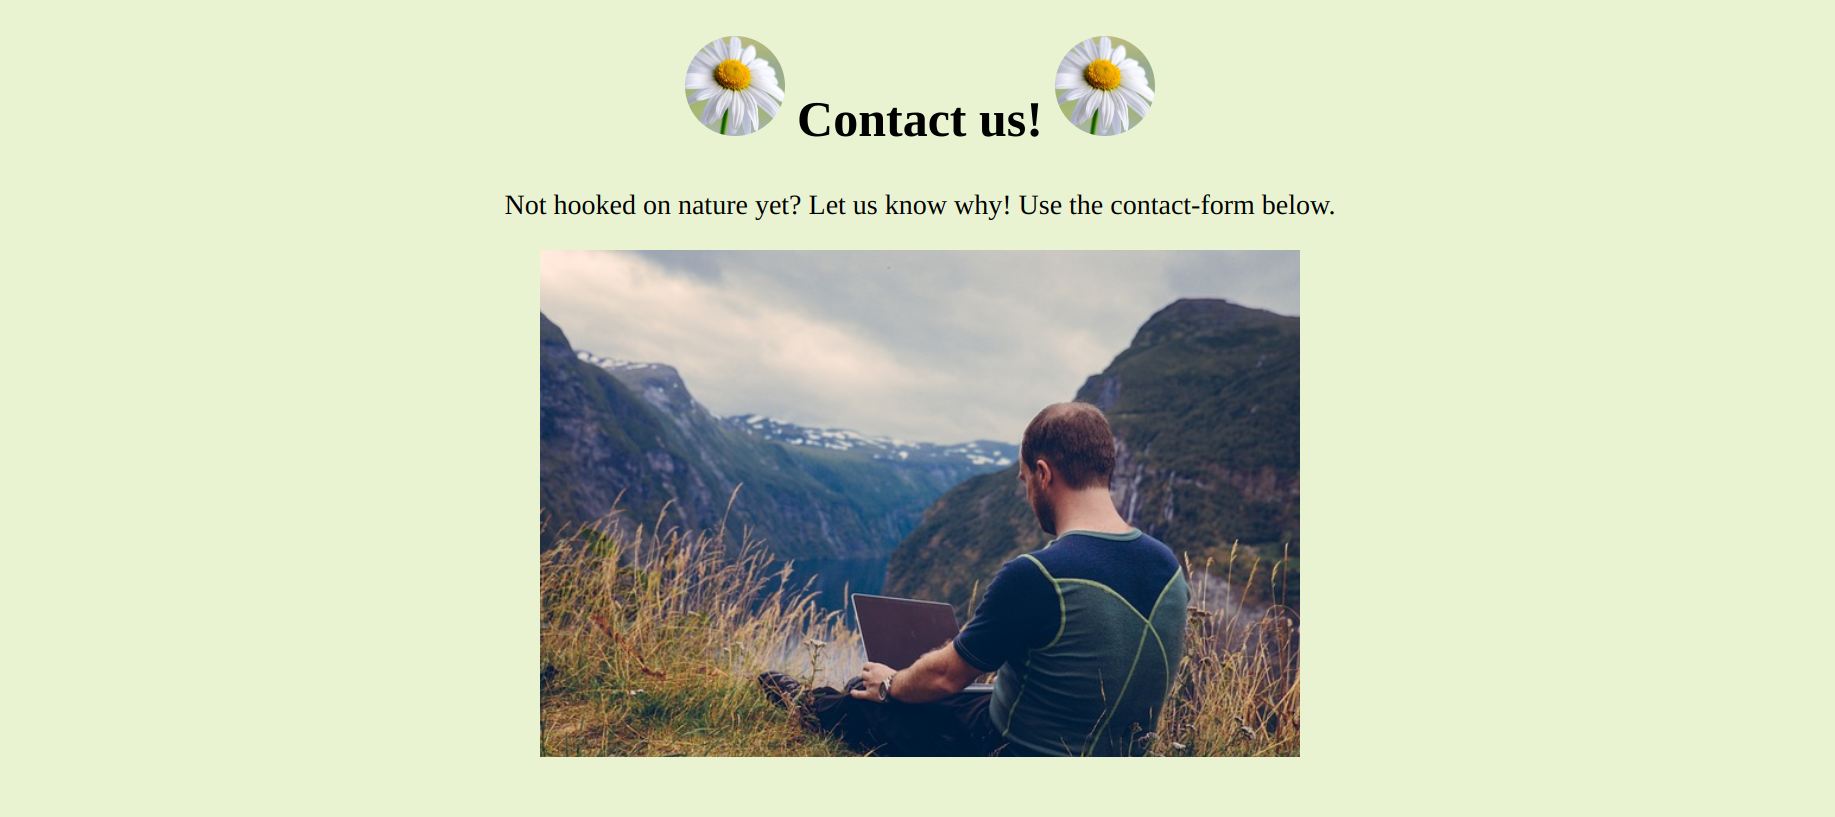 Contact us!
Not hooked on nature yet? Let us know why! Use the contact-form below.